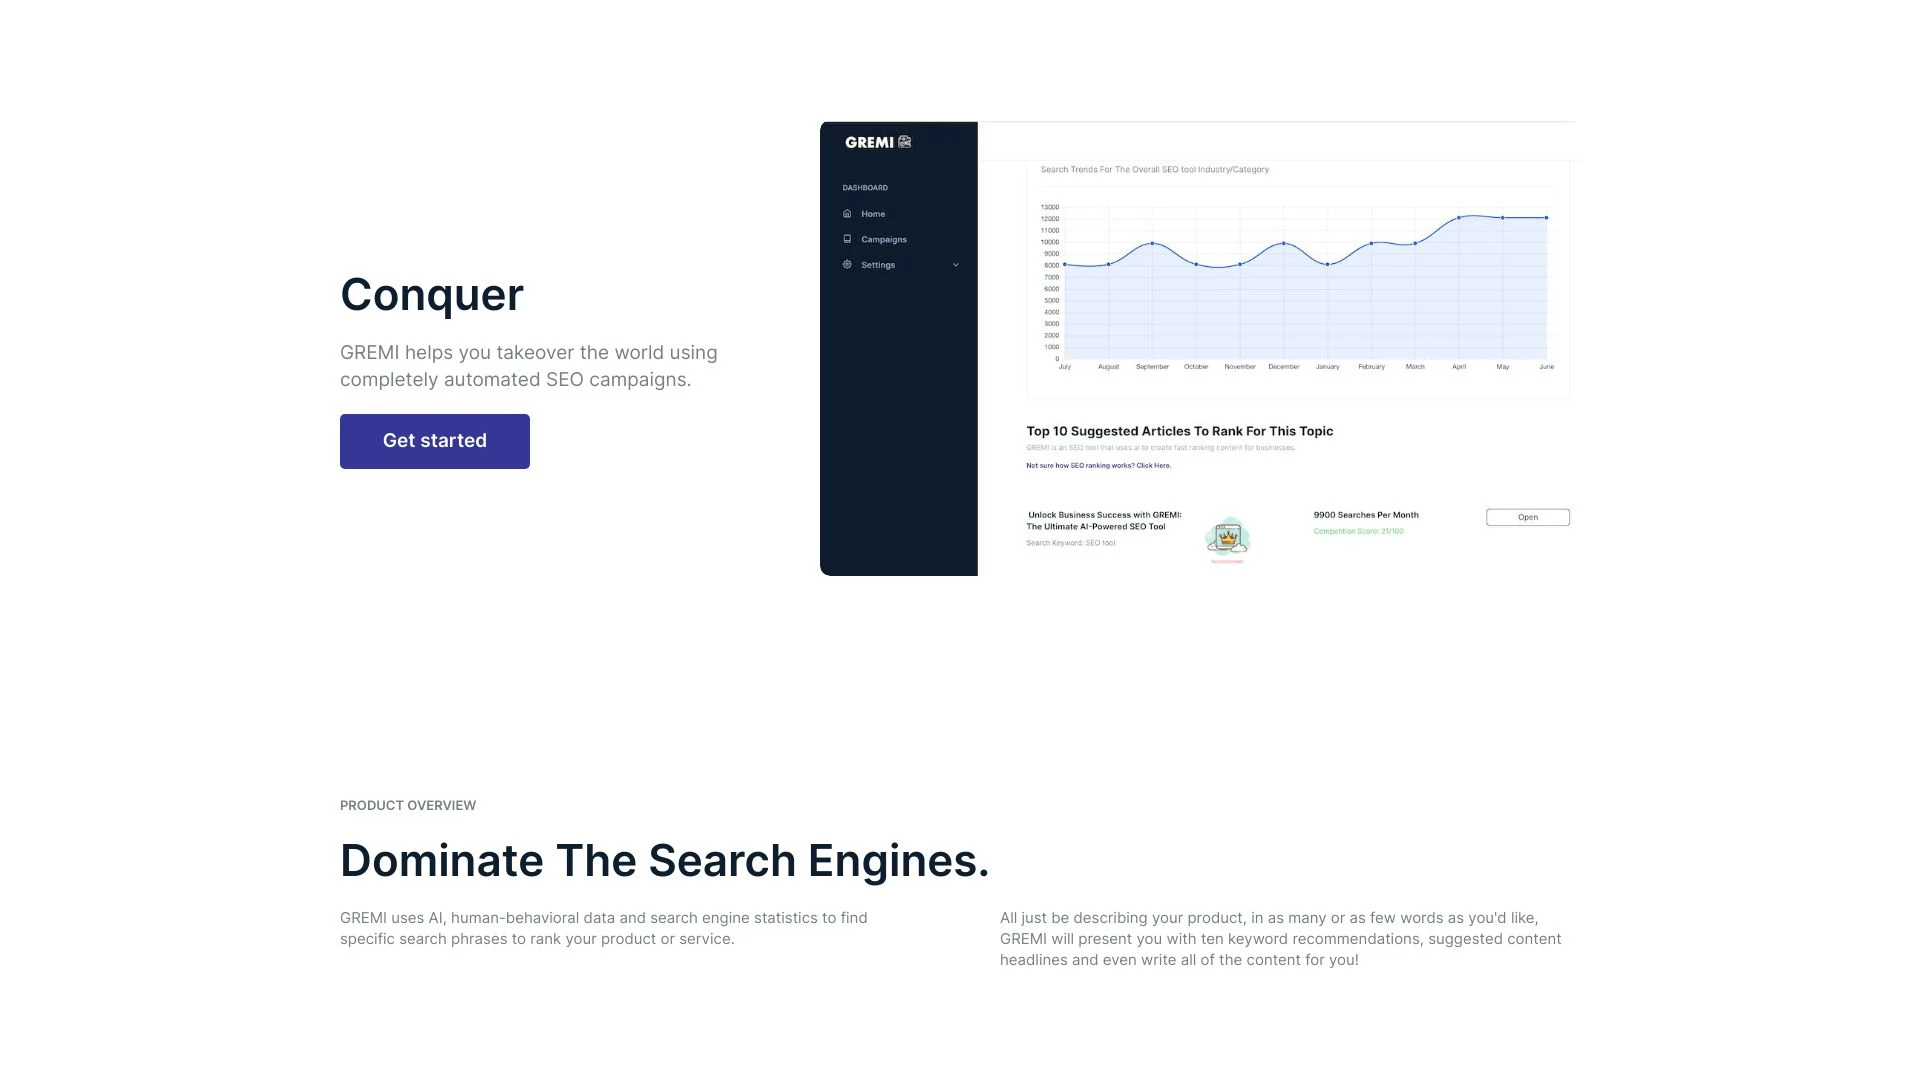 Conquer
GREMI helps you takeover the world using
completely automated SEO campaigns.
Get started
GREMI
DASHBOARD
Home
Campaigns
Settings
Search Trends For The Overall SEO tool Industry/Category
13000
12000
11000
10000
9000
8000
7000
6000
5000
4000
3000
2000
1000
0
July August September October November December January February March April May June
Top 10 Suggested Articles To Rank For This Topic
GREMI is an SEO tool that uses ai to create fast ranking content for businesses.
Not sure how SEO ranking works? Click Here.
Unlock Business Success with GREMI:
The Ultimate AI-Powered SEO Tool
Search Keyword: SEO tool
Recommended
9900 Searches Per Month
Competition Score: 21/100
Open
PRODUCT OVERVIEW
Dominate The Search Engines.
GREMI uses AI, human-behavioral data and search engine statistics to find
specific search phrases to rank your product or service.
All just be describing your product, in as many or as few words as you'd like,
GREMI will present you with ten keyword recommendations, suggested content
headlines and even write all of the content for you!